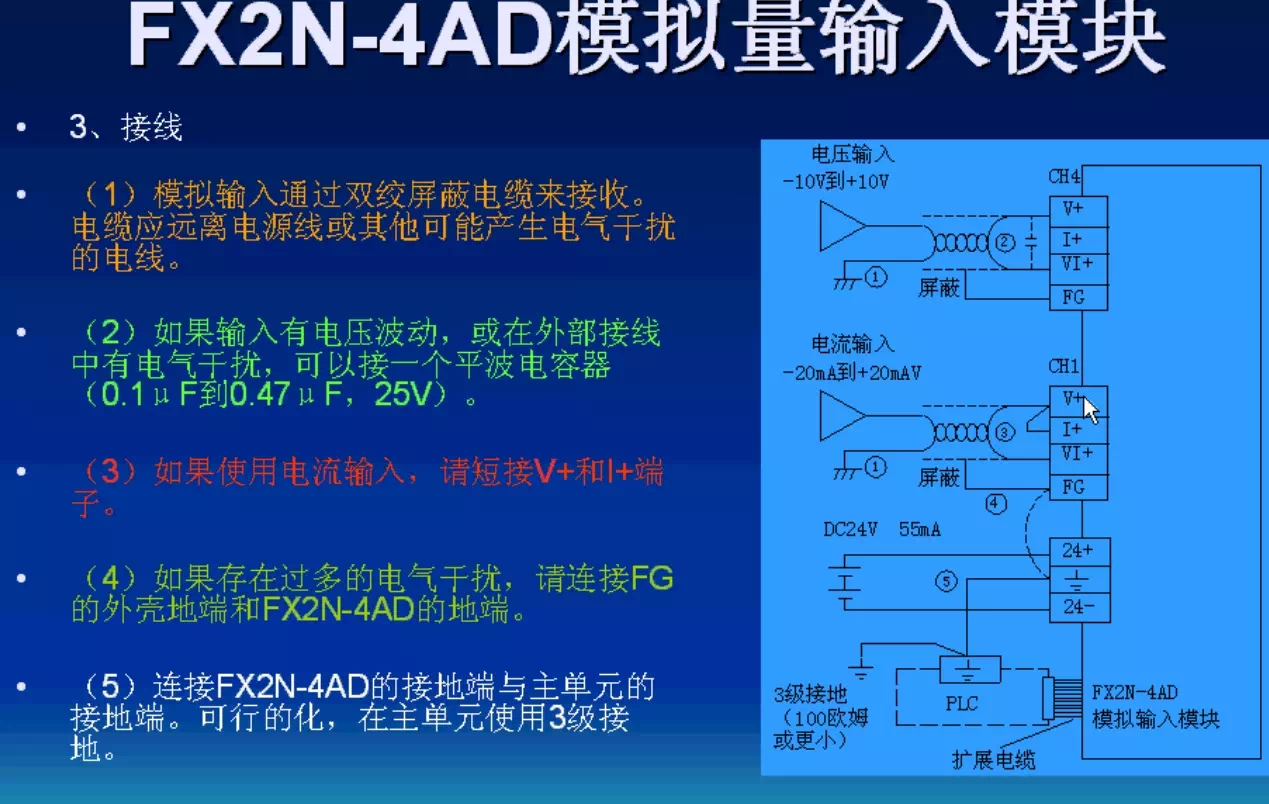 FX2N-4AD模拟量输入模块
• 3、接线
• （1）模拟输入通过双绞屏蔽电缆来接收。
电缆应远离电源线或其他可能产生电气干扰
的电线。
• （2）如果输入有电压波动，或在外部接线
中有电气干扰，可以接一个平波电容器
（0.1μF到0.47μF，25V）。
• （3）如果使用电流输入，请短接V+和I+端
子。
• （4）如果存在过多的电气干扰，请连接FG
的外壳地端和FX2N-4AD的地端。
• （5）连接FX2N-4AD的接地端与主单元的
接地端。可行的化，在主单元使用3级接
地。
电压输入
-10V到+10V
CH4
V+
I+
VI+
FG
②
①
屏蔽
电流输入
-20mA到+20mAV
CH1
V+
I+
VI+
FG
③
①
屏蔽
④
DC24V 55mA
24+
24-
⑤
3级接地
（100欧姆
或更小）
PLC
FX2N-4AD
模拟输入模块
扩展电缆